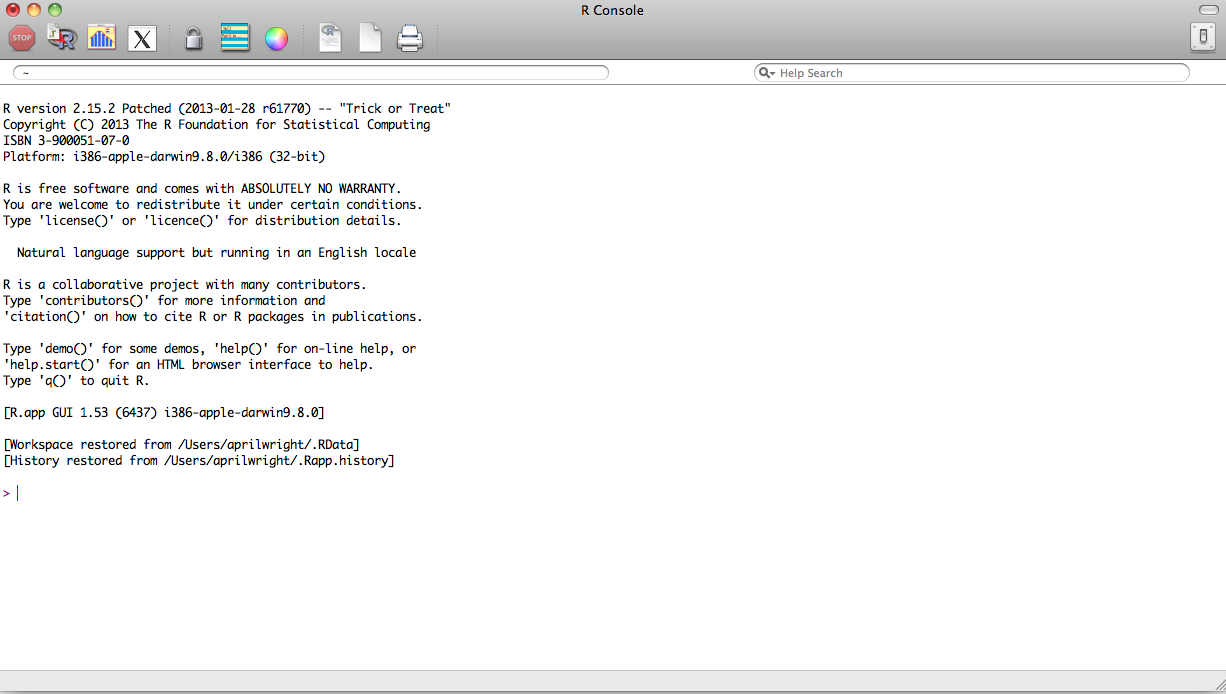 R Console
STOP
R
X
R
~
Help Search
R version 2.15.2 Patched (2013-01-28 r61770) -- "Trick or Treat"
Copyright (C) 2013 The R Foundation for Statistical Computing
ISBN 3-900051-07-0
Platform: i386-apple-darwin9.8.0/i386 (32-bit)
R is free software and comes with ABSOLUTELY NO WARRANTY.
You are welcome to redistribute it under certain conditions.
Type 'license()' or 'licence()' for distribution details.
Natural language support but running in an English locale
R is a collaborative project with many contributors.
Type 'contributors()' for more information and
'citation()' on how to cite R or R packages in publications.
Type 'demo()' for some demos, 'help()' for on-line help, or
'help.start()' for an HTML browser interface to help.
Type 'q()' to quit R.
[R.app GUI 1.53 (6437) i386-apple-darwin9.8.0]
[Workspace restored from /Users/aprilwright/.RData]
[History restored from /Users/aprilwright/.Rapp.history]
>